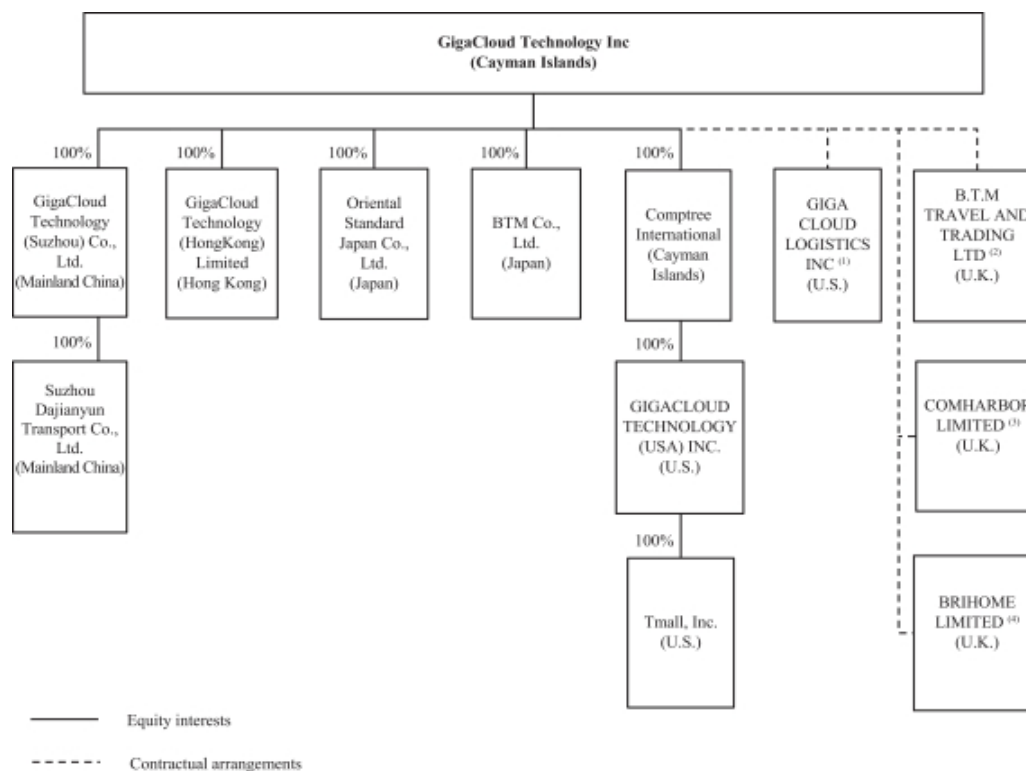 GigaCloud Technology Inc
(Cayman Islands)
100%
100%
100%
100%
100%
GigaCloud
Technology
(Suzhou) Co.,
Ltd.
(Mainland China)
GigaCloud
Technology
(HongKong)
Limited
(Hong Kong)
Oriental
Standard
Japan Co.,
Ltd.
(Japan)
BTM Co.,
Ltd.
(Japan)
Comptree
International
(Cayman
Islands)
GIGA
CLOUD
LOGISTICS
INC (1)
(U.S.)
B.T.M
TRAVEL AND
TRADING
LTD (2)
(U.K.)
100%
100%
Suzhou
Dajianyun
Transport Co.,
Ltd.
(Mainland China)
GIGACLOUD
TECHNOLOGY
(USA) INC.
(U.S.)
COMHARBOR
LIMITED (3)
(U.K.)
100%
Tmall, Inc.
(U.S.)
BRIHOME
LIMITED (4)
(U.K.)
Equity interests
Contractual arrangements